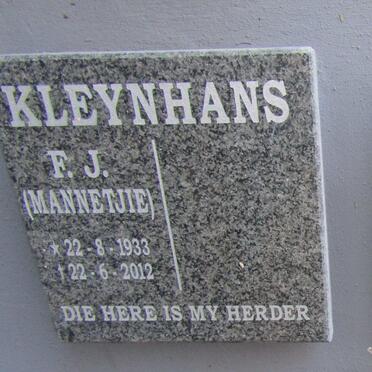 KLEYNHANS
F. J.
(MANNETJIE)
* 22 - 8 - 1933
† 22 - 6 - 2012
DIE HERE IS MY HERDER